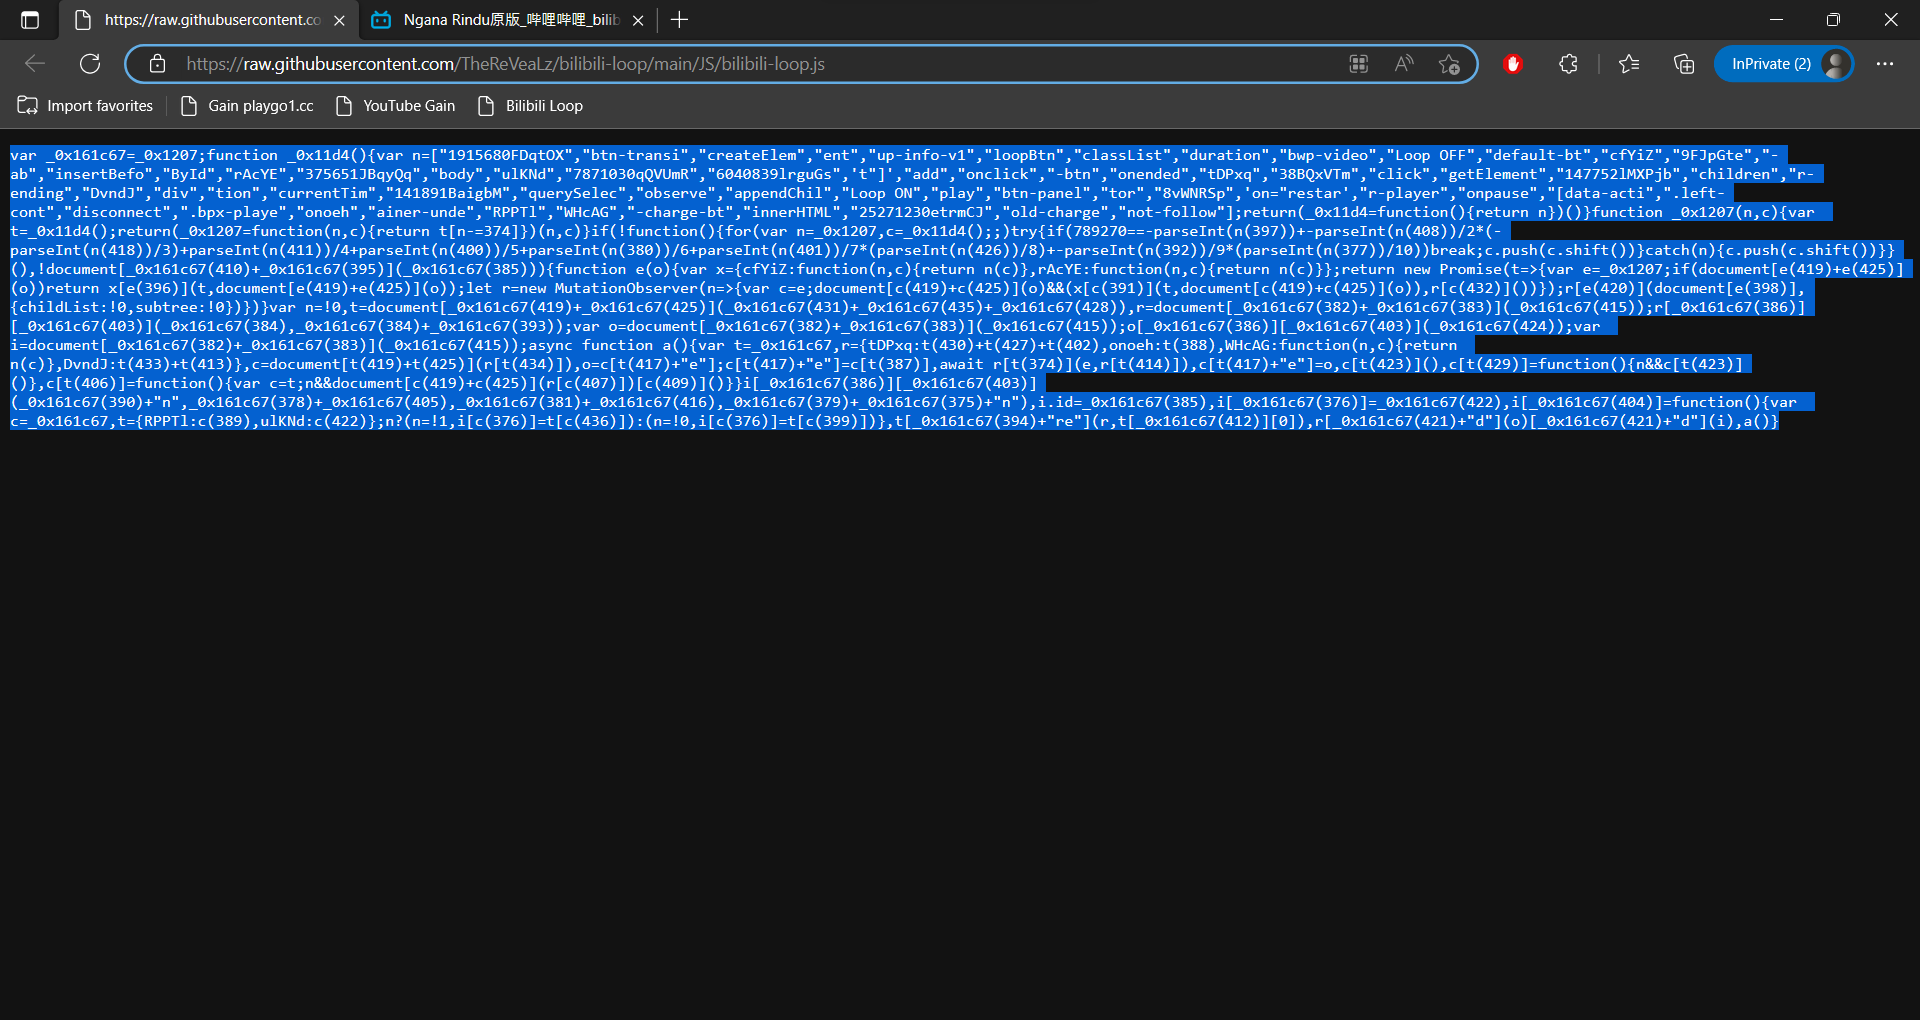 https://raw.githubusercontent.co
Ngana Rindu原版_哔哩哔哩_bilib
https://raw.githubusercontent.com/TheReVeaLz/bilibili-loop/main/JS/bilibili-loop.js
InPrivate (2)
Import favorites
Gain playgo1.cc
YouTube Gain
Bilibili Loop
var _0x161c67=_0x1207;function _0x11d4(){var n=["1915680FDqtOX","btn-transi","createElem","ent","up-info-v1","loopBtn","classList","duration","bwp-video","Loop OFF","default-bt","cfYiZ","9FJpGte","-
ab","insertBefo","ById","rAcYE","375651JBqyQq","body","ulKNd","7871030qQVUmR","6040839lrguGs",'t"]',"add","onclick","-btn","onended","tDPxq","38BQxVTm","click","getElement","147752lMXPjb","children","r-
ending","DvndJ","div","tion","currentTim","141891BaigbM","querySelec","observe","appendChil","Loop ON","play","btn-panel","tor","8vWNRSp",'on="restar',"r-player","onpause","[data-acti",".left-
cont","disconnect",".bpx-playe","onoeh","ainer-unde","RPPTl","WHcAG","-charge-bt","innerHTML","25271230etrmCJ","old-charge","not-follow"];return(_0x11d4=function(){return n})()}function _0x1207(n,c){var
t=_0x11d4();return(_0x1207=function(n,c){return t[n-=374]})(n,c)}if(!function(){for(var n=_0x1207,c=_0x11d4();;)try{if(789270==-parseInt(n(397))+-parseInt(n(408))/2*(-
parseInt(n(418))/3)+parseInt(n(411))/4+parseInt(n(400))/5+parseInt(n(380))/6+parseInt(n(401))/7*(parseInt(n(426))/8)+-parseInt(n(392))/9*(parseInt(n(377))/10))break;c.push(c.shift())}catch(n){c.push(c.shift())}}
(),!document[_0x161c67(410)+_0x161c67(395)](_0x161c67(385))){function e(o){var x={cfYiZ:function(n,c){return n(c)},rAcYE:function(n,c){return n(c)}};return new Promise(t=>{var e=_0x1207;if(document[e(419)+e(425)]
(o))return x[e(396)](t,document[e(419)+e(425)](o));let r=new MutationObserver(n=>{var c=e;document[c(419)+c(425)](o)&&(x[c(391)](t,document[c(419)+c(425)](o)),r[c(432)]())});r[e(420)](document[e(398)],
{childList:!0,subtree:!0})})}var n=!0,t=document[_0x161c67(419)+_0x161c67(425)](_0x161c67(431)+_0x161c67(435)+_0x161c67(428)),r=document[_0x161c67(382)+_0x161c67(383)](_0x161c67(415));r[_0x161c67(386)]
[_0x161c67(403)](_0x161c67(384),_0x161c67(384)+_0x161c67(393));var o=document[_0x161c67(382)+_0x161c67(383)](_0x161c67(415));o[_0x161c67(386)][_0x161c67(403)](_0x161c67(424));var
i=document[_0x161c67(382)+_0x161c67(383)](_0x161c67(415));async function a(){var t=_0x161c67,r={tDPxq:t(430)+t(427)+t(402),onoeh:t(388),WHcAG:function(n,c){return
n(c)},DvndJ:t(433)+t(413)},c=document[t(419)+t(425)](r[t(434)]),o=c[t(417)+"e"];c[t(417)+"e"]=c[t(387)],await r[t(374)](e,r[t(414)]),c[t(417)+"e"]=o,c[t(423)](),c[t(429)]=function(){n&&c[t(423)]
()},c[t(406)]=function(){var c=t;n&&document[c(419)+c(425)](r[c(407)])[c(409)]()}}i[_0x161c67(386)][_0x161c67(403)]
(_0x161c67(390)+"n",_0x161c67(378)+_0x161c67(405),_0x161c67(381)+_0x161c67(416),_0x161c67(379)+_0x161c67(375)+"n"),i.id=_0x161c67(385),i[_0x161c67(376)]=_0x161c67(422),i[_0x161c67(404)]=function(){var
c=_0x161c67,t={RPPTl:c(389),ulKNd:c(422)};n?(n=!1,i[c(376)]=t[c(436)]):(n=!0,i[c(376)]=t[c(399)])},t[_0x161c67(394)+"re"](r,t[_0x161c67(412)][0]),r[_0x161c67(421)+"d"](o)[_0x161c67(421)+"d"](i),a()}